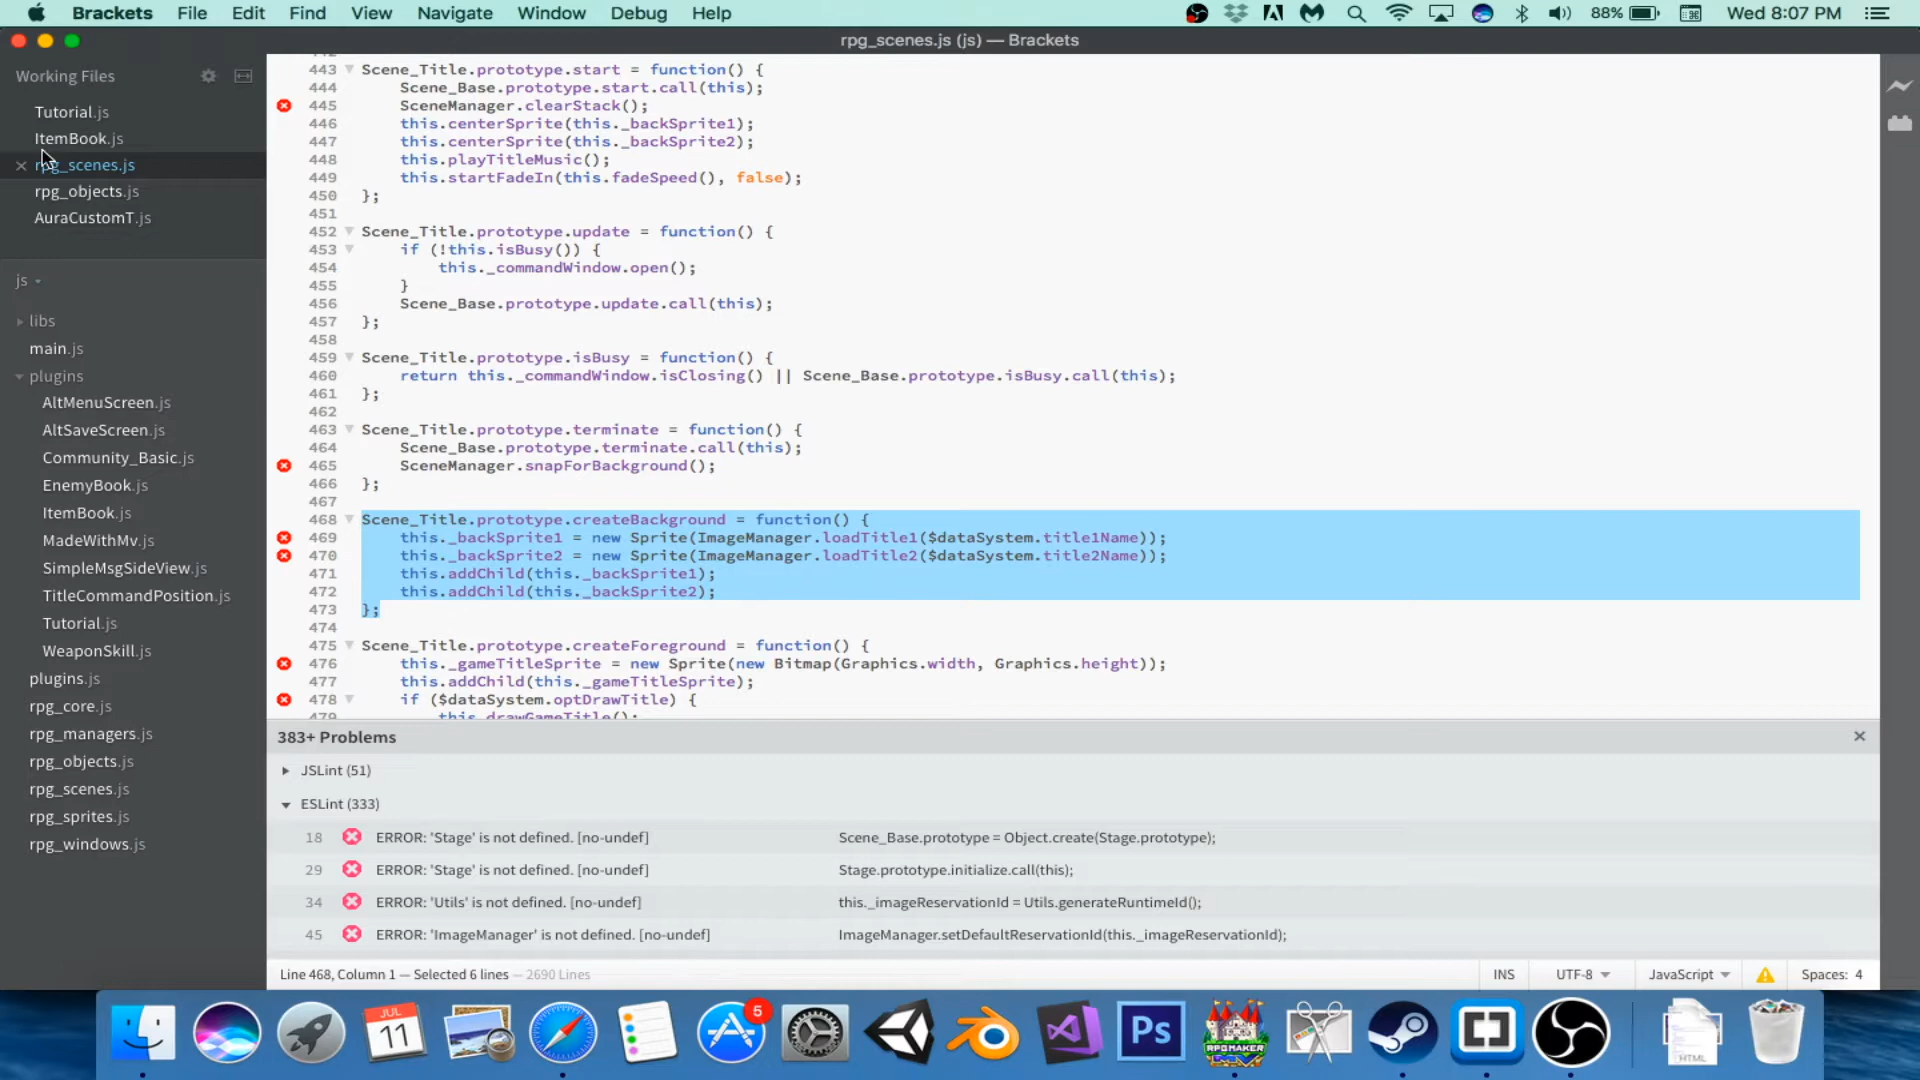 Brackets File Edit Find View Navigate Window Debug Help 88% Wed 8:07 PM
rpg_scenes.js (js) — Brackets
Working Files
Tutorial.js
ItemBook.js
rpg_scenes.js
rpg_objects.js
AuraCustomT.js
js
libs
main.js
plugins
AltMenuScreen.js
AltSaveScreen.js
Community_Basic.js
EnemyBook.js
ItemBook.js
MadeWithMv.js
SimpleMsgSideView.js
TitleCommandPosition.js
Tutorial.js
WeaponSkill.js
plugins.js
rpg_core.js
rpg_managers.js
rpg_objects.js
rpg_scenes.js
rpg_sprites.js
rpg_windows.js
443 Scene_Title.prototype.start = function() {
444 Scene_Base.prototype.start.call(this);
445 SceneManager.clearStack();
446 this.centerSprite(this._backSprite1);
447 this.centerSprite(this._backSprite2);
448 this.playTitleMusic();
449 this.startFadeIn(this.fadeSpeed(), false);
450 };
451
452 Scene_Title.prototype.update = function() {
453 if (!this.isBusy()) {
454 this._commandWindow.open();
455 }
456 Scene_Base.prototype.update.call(this);
457 };
458
459 Scene_Title.prototype.isBusy = function() {
460 return this._commandWindow.isClosing() || Scene_Base.prototype.isBusy.call(this);
461 };
462
463 Scene_Title.prototype.terminate = function() {
464 Scene_Base.prototype.terminate.call(this);
465 SceneManager.snapForBackground();
466 };
467
468 Scene_Title.prototype.createBackground = function() {
469 this._backSprite1 = new Sprite(ImageManager.loadTitle1($dataSystem.title1Name));
470 this._backSprite2 = new Sprite(ImageManager.loadTitle2($dataSystem.title2Name));
471 this.addChild(this._backSprite1);
472 this.addChild(this._backSprite2);
473 };
474
475 Scene_Title.prototype.createForeground = function() {
476 this._gameTitleSprite = new Sprite(new Bitmap(Graphics.width, Graphics.height));
477 this.addChild(this._gameTitleSprite);
478 if ($dataSystem.optDrawTitle) {
479 this.drawGameTitle();
383+ Problems
JSLint (51)
ESLint (333)
18 ERROR: 'Stage' is not defined. [no-undef] Scene_Base.prototype = Object.create(Stage.prototype);
29 ERROR: 'Stage' is not defined. [no-undef] Stage.prototype.initialize.call(this);
34 ERROR: 'Utils' is not defined. [no-undef] this._imageReservationId = Utils.generateRuntimeId();
45 ERROR: 'ImageManager' is not defined. [no-undef] ImageManager.setDefaultReservationId(this._imageReservationId);
Line 468, Column 1 — Selected 6 lines — 2690 Lines INS UTF-8 JavaScript Spaces: 4
JUL
11
5
Ps
RPG MAKER
MV
HTML